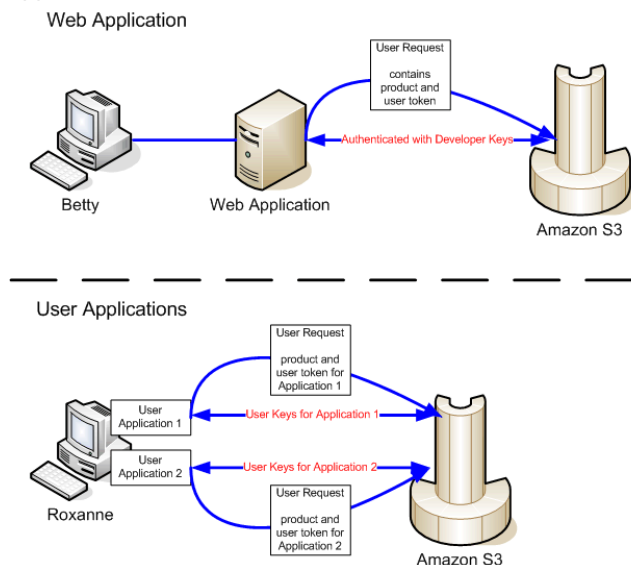 Web Application
User Request
contains
product and
user token
Authenticated with Developer Keys
Betty
Web Application
Amazon S3
User Applications
User Request
product and
user token for
Application 1
User
Application 1
User Keys for Application 1
User
Application 2
User Keys for Application 2
User Request
product and
user token for
Application 2
Roxanne
Amazon S3